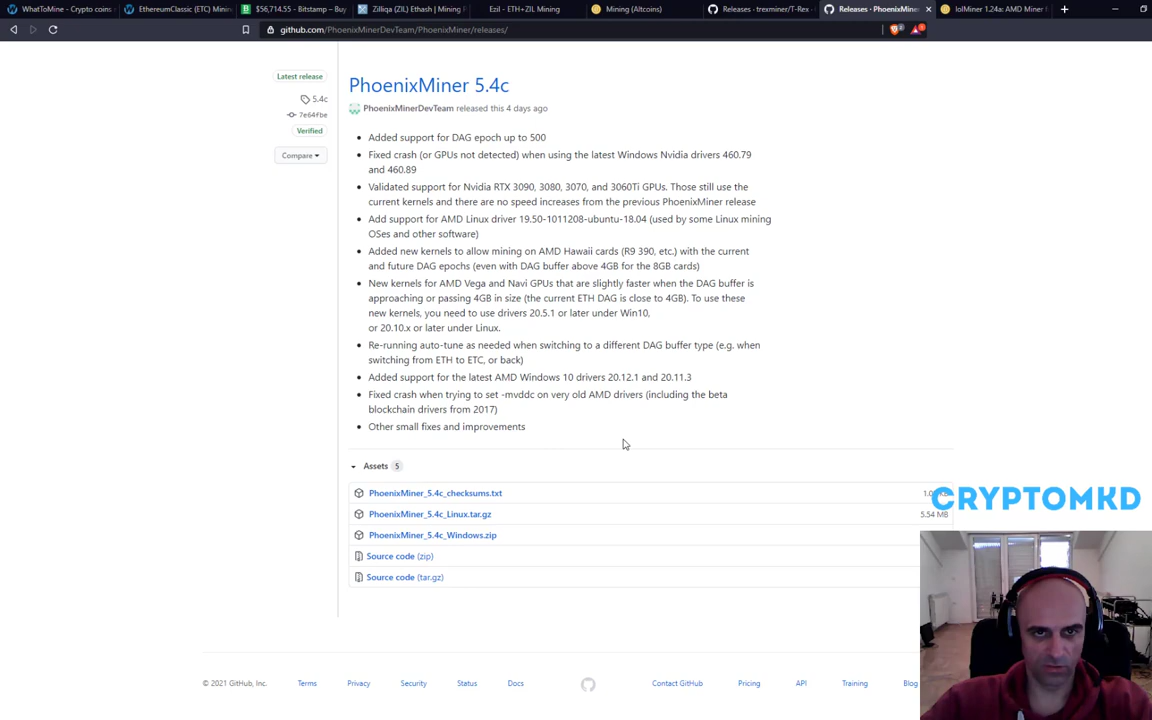 WhatToMine - Crypto coins
EthereumClassic (ETC) Mini
$56,714.55 - Bitstamp – Buy
Zilliqa (ZIL) Ethash | Mining P
Ezil - ETH+ZIL Mining
Mining (Altcoins)
Releases · trexminer/T-Rex ·
Releases · PhoenixMine
lolMiner 1.24a: AMD Miner f
github.com/PhoenixMinerDevTeam/PhoenixMiner/releases/
Latest release
5.4c
7e64fbe
Verified
Compare
PhoenixMiner 5.4c
PhoenixMinerDevTeam released this 4 days ago
• Added support for DAG epoch up to 500
• Fixed crash (or GPUs not detected) when using the latest Windows Nvidia drivers 460.79
and 460.89
• Validated support for Nvidia RTX 3090, 3080, 3070, and 3060Ti GPUs. Those still use the
current kernels and there are no speed increases from the previous PhoenixMiner release
• Add support for AMD Linux driver 19.50-1011208-ubuntu-18.04 (used by some Linux mining
OSes and other software)
• Added new kernels to allow mining on AMD Hawaii cards (R9 390, etc.) with the current
and future DAG epochs (even with DAG buffer above 4GB for the 8GB cards)
• New kernels for AMD Vega and Navi GPUs that are slightly faster when the DAG buffer is
approaching or passing 4GB in size (the current ETH DAG is close to 4GB). To use these
new kernels, you need to use drivers 20.5.1 or later under Win10,
or 20.10.x or later under Linux.
• Re-running auto-tune as needed when switching to a different DAG buffer type (e.g. when
switching from ETH to ETC, or back)
• Added support for the latest AMD Windows 10 drivers 20.12.1 and 20.11.3
• Fixed crash when trying to set -mvddc on very old AMD drivers (including the beta
blockchain drivers from 2017)
• Other small fixes and improvements
Assets 5
PhoenixMiner_5.4c_checksums.txt
PhoenixMiner_5.4c_Linux.tar.gz
5.54 MB
PhoenixMiner_5.4c_Windows.zip
Source code (zip)
Source code (tar.gz)
CRYPTOMKD
© 2021 GitHub, Inc.
Terms
Privacy
Security
Status
Docs
Contact GitHub
Pricing
API
Training
Blog